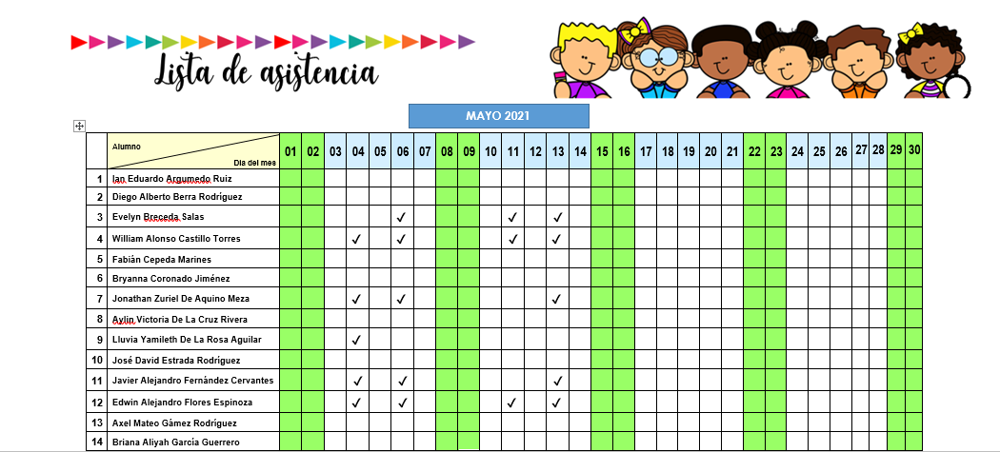 Lista de asistencia
MAYO 2021
Alumno
Dia del mes
01 02 03 04 05 06 07 08 09 10 11 12 13 14 15 16 17 18 19 20 21 22 23 24 25 26 27 28 29 30
1 Ian Eduardo Argumedo Ruiz
2 Diego Alberto Berra Rodríguez
3 Evelyn Breceda Salas ✓ ✓ ✓
4 William Alonso Castillo Torres ✓ ✓ ✓ ✓
5 Fabián Cepeda Marines
6 Bryanna Coronado Jiménez
7 Jonathan Zuriel De Aquino Meza ✓ ✓ ✓
8 Aylin Victoria De La Cruz Rivera
9 Lluvia Yamileth De La Rosa Aguilar ✓
10 José David Estrada Rodríguez
11 Javier Alejandro Fernández Cervantes ✓ ✓ ✓
12 Edwin Alejandro Flores Espinoza ✓ ✓ ✓ ✓
13 Axel Mateo Gámez Rodríguez
14 Briana Aliyah García Guerrero